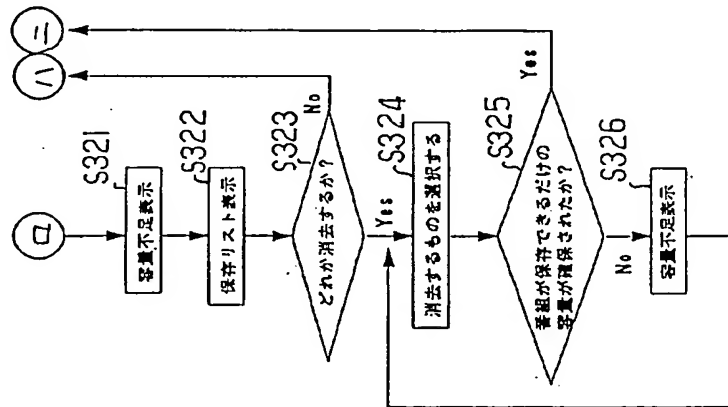 ロ
ハ
ニ
S321
容量不足表示
S322
保存リスト表示
S323
どれか消去するか?
No
Yes
S324
消去するものを選択する
S325
番組が保存できるだけの
容量が確保されたか?
Yes
No
S326
容量不足表示